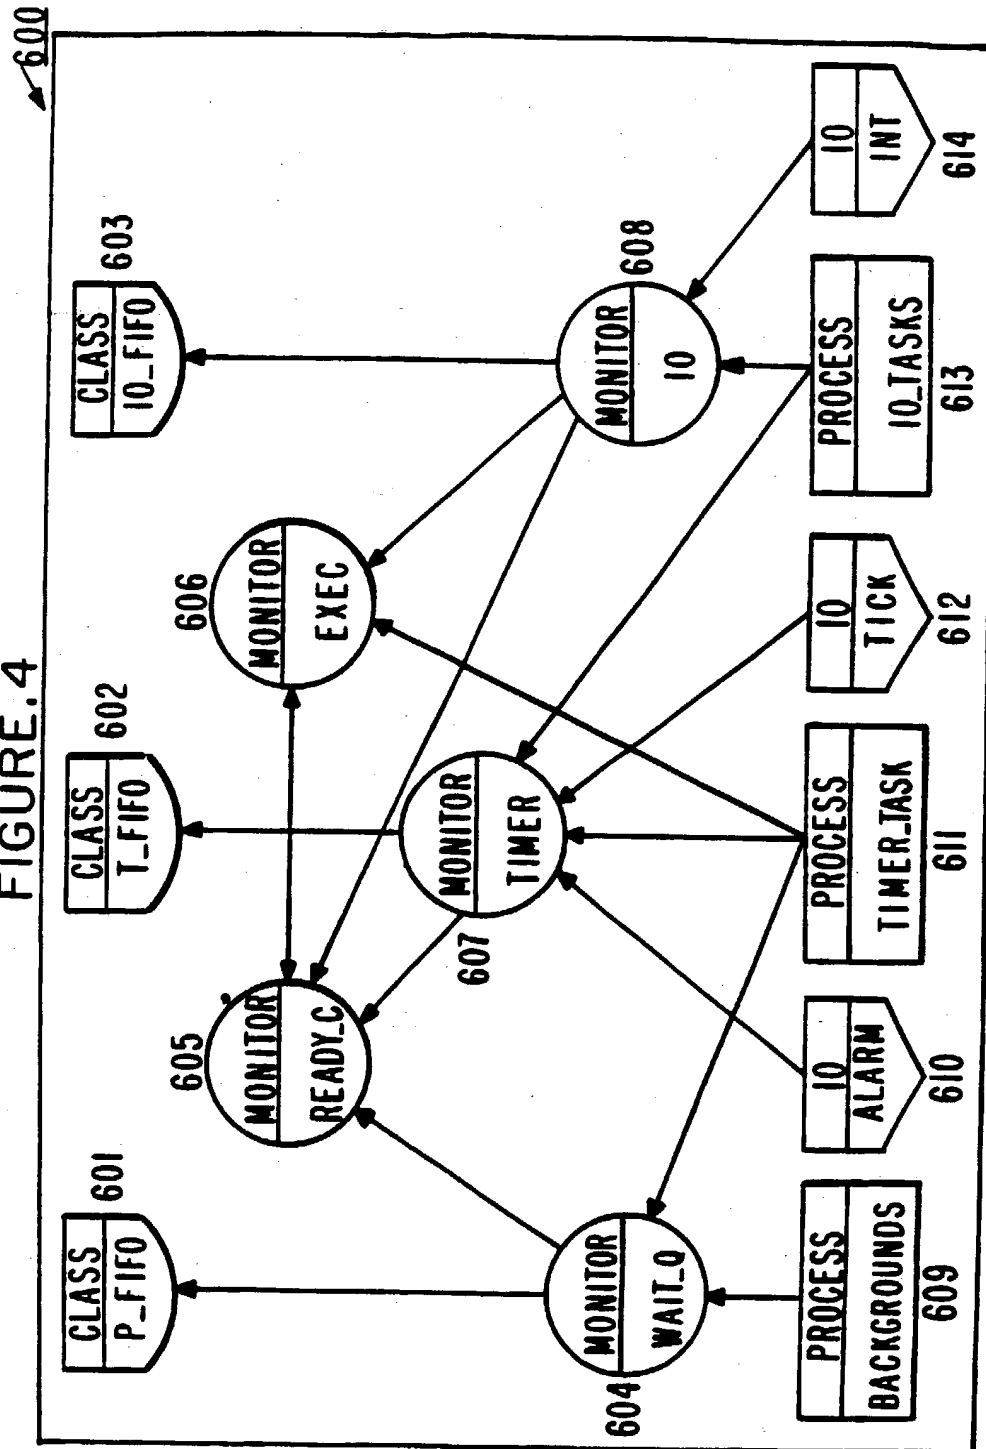 FIGURE.4
600
CLASS
P_FIFO
601
CLASS
T_FIFO
602
CLASS
IO_FIFO
603
605
MONITOR
READY_C
606
MONITOR
EXEC
604
MONITOR
WAIT_Q
607
MONITOR
TIMER
608
MONITOR
IO
PROCESS
BACKGROUNDS
609
IO
ALARM
610
PROCESS
TIMER_TASK
611
IO
TICK
612
PROCESS
IO_TASKS
613
IO
INT
614